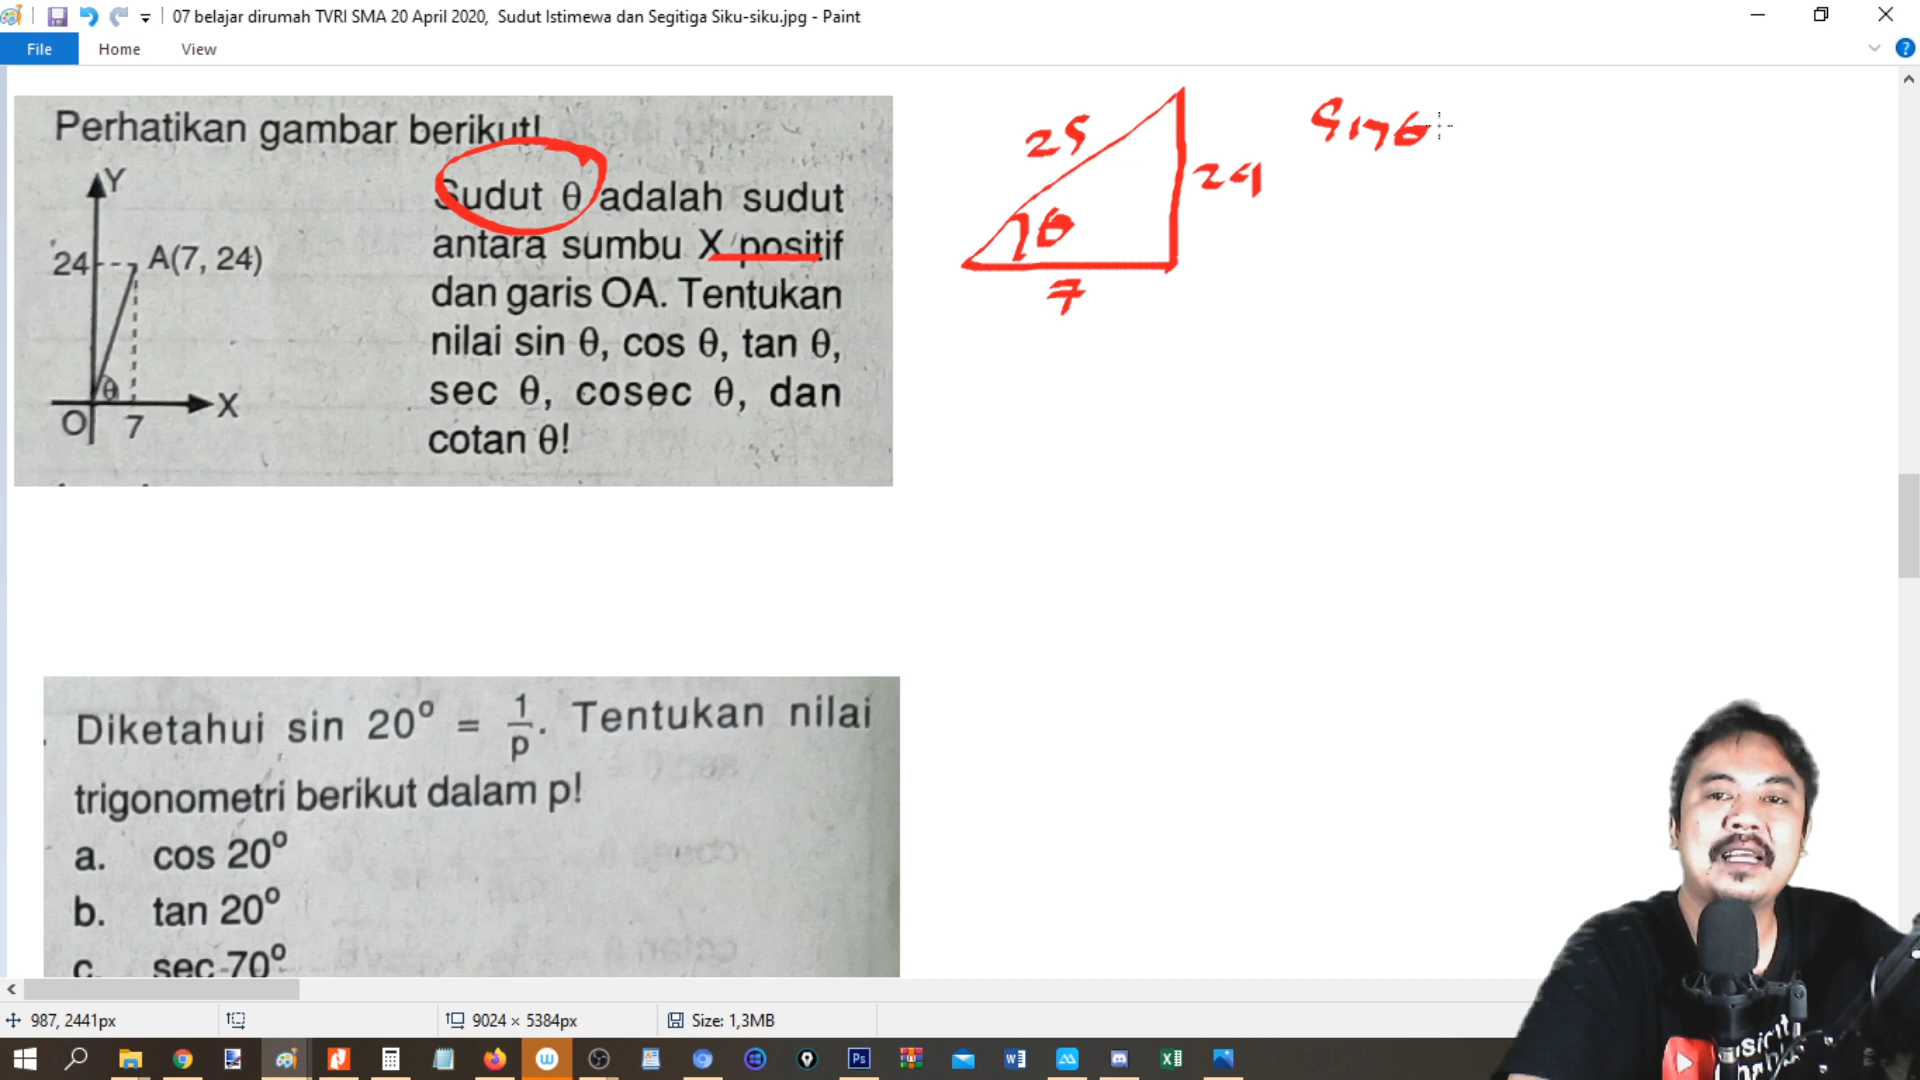 07 belajar dirumah TVRI SMA 20 April 2020, Sudut Istimewa dan Segitiga Siku-siku.jpg - Paint
File Home View
Perhatikan gambar berikut!
Y
24 A(7, 24)
θ
O 7 X
Sudut θ adalah sudut
antara sumbu X positif
dan garis OA. Tentukan
nilai sin θ, cos θ, tan θ,
sec θ, cosec θ, dan
cotan θ!
25
24
θ
7
Sin θ
Diketahui sin 20° = 1/p. Tentukan nilai
trigonometri berikut dalam p!
a. cos 20°
b. tan 20°
c. sec 70°
987, 2441px
9024 × 5384px
Size: 1,3MB
Ps